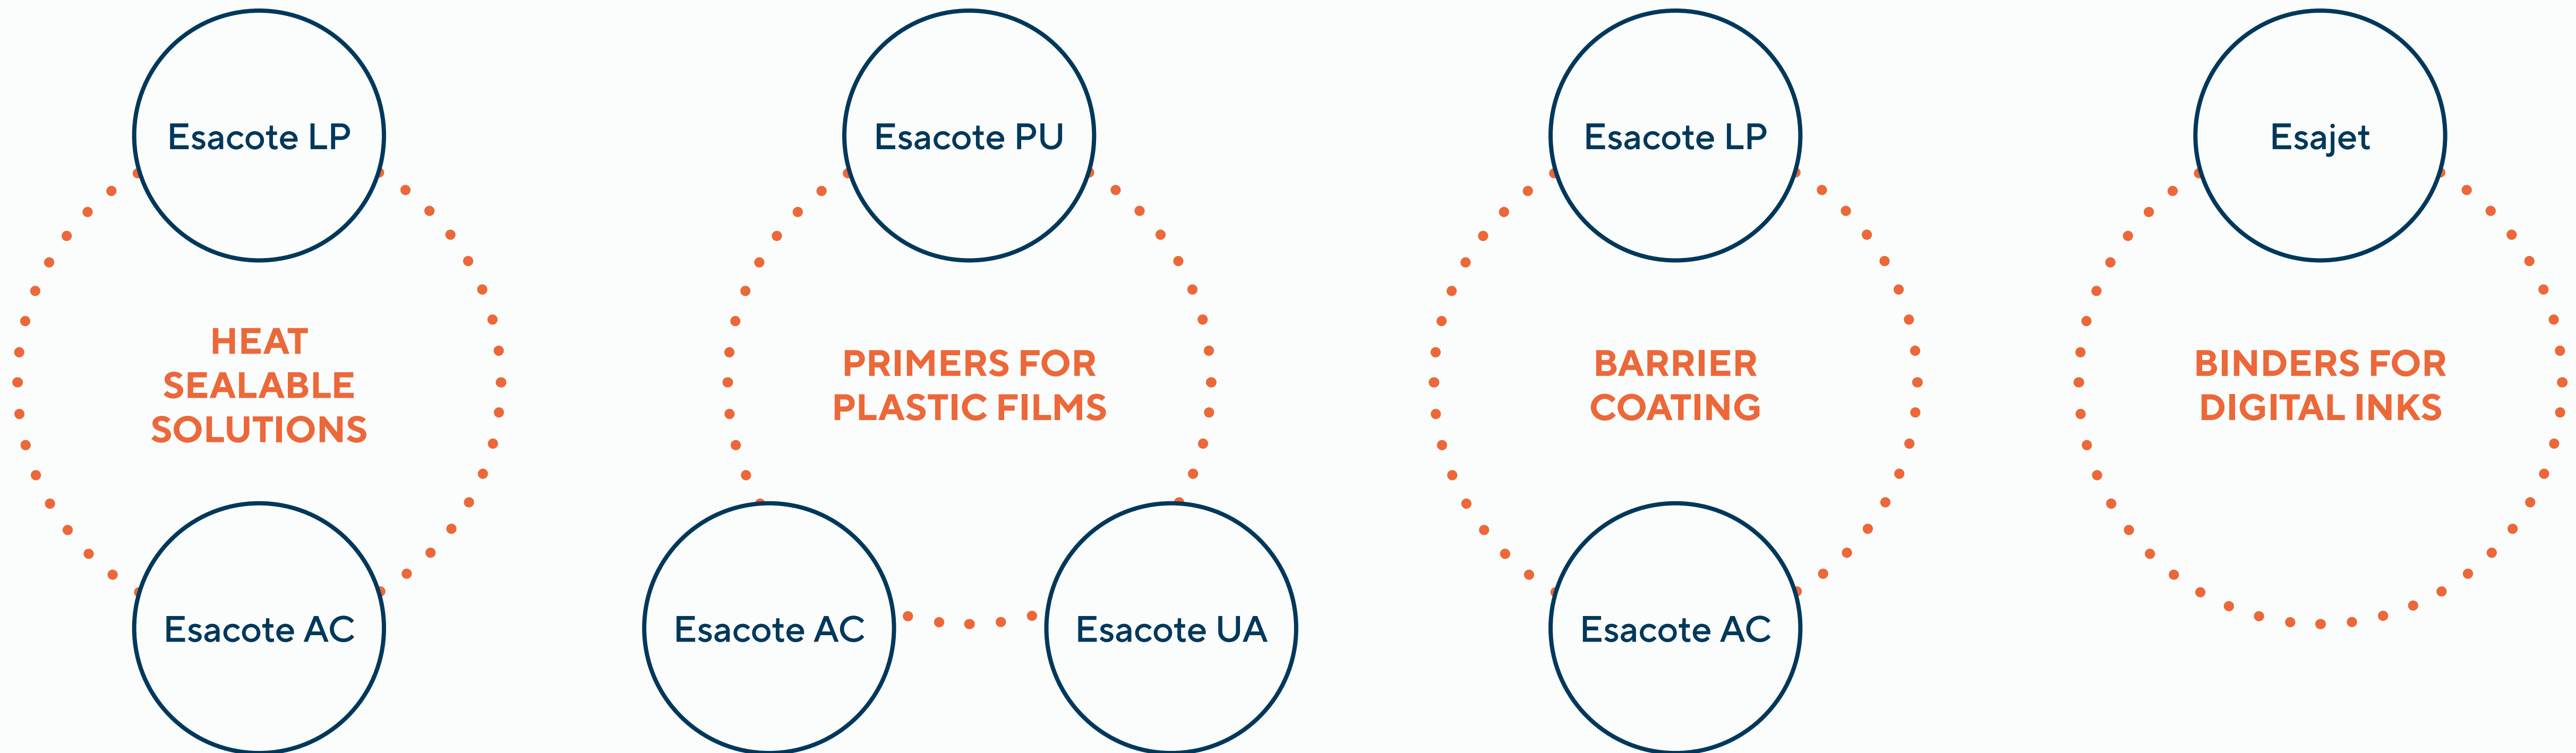 Esacote LP
HEAT
SEALABLE
SOLUTIONS
Esacote AC
Esacote PU
PRIMERS FOR
PLASTIC FILMS
Esacote AC
Esacote UA
Esacote LP
BARRIER
COATING
Esacote AC
Esajet
BINDERS FOR
DIGITAL INKS